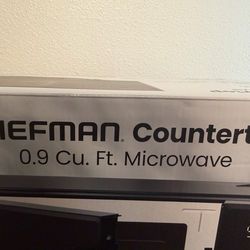 HEFMAN. Countert
0.9 Cu. Ft. Microwave